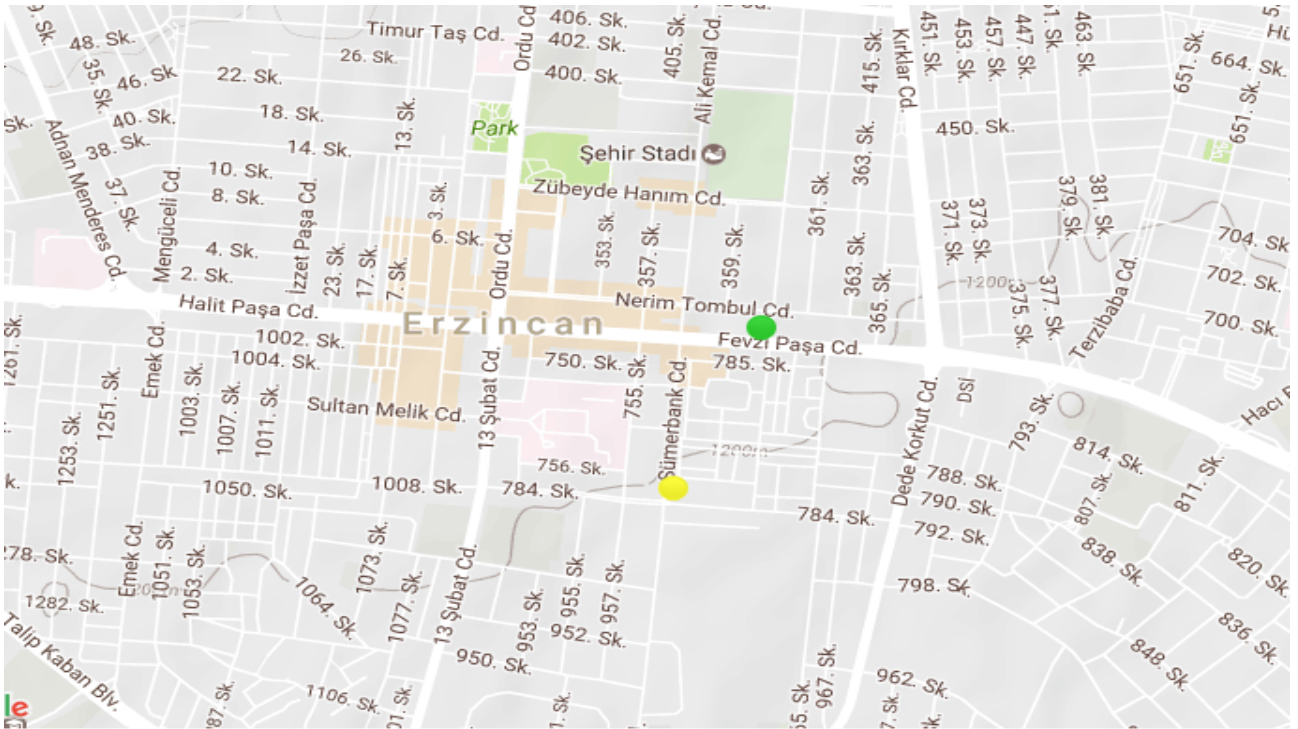 406. Sk.
Timur Taş Cd.
402. Sk.
48. Sk.
26. Sk.
Ordu Cd.
405. Sk.
Ali Kemal Cd.
415. Sk.
Kırklar Cd.
451. Sk.
453. Sk.
457. Sk.
447. Sk.
463. Sk.
651. Sk.
664. Sk.
35. Sk.
46. Sk
22. Sk.
400. Sk.
40. Sk.
18. Sk.
13. Sk.
Park
450. Sk.
651. Sk.
Sk.
38. Sk.
14. Sk.
Şehir Stadı
363. Sk.
Adnan Menderes Cd.
37. Sk.
10. Sk.
8. Sk.
Zübeyde Hanım Cd.
361. Sk.
379. Sk.
381. Sk.
Mengüceli Cd.
İzzet Paşa Cd.
3. Sk.
6. Sk.
353. Sk.
357. Sk.
359. Sk.
371. Sk.
373. Sk.
704. Sk.
4. Sk.
2. Sk.
23. Sk.
17. Sk.
7. Sk.
Ordu Cd.
363. Sk.
365. Sk.
1200m
375. Sk.
377. Sk.
Terzibaba Cd.
702. Sk.
Halit Paşa Cd.
Nerim Tombul Cd.
700. Sk.
Erzincan
Fevzi Paşa Cd.
1261. Sk.
Emek Cd.
1002. Sk.
1004. Sk.
750. Sk.
785. Sk.
13 Şubat Cd.
755. Sk.
Sümerbank Cd.
1251. Sk.
1003. Sk.
1007. Sk.
1011. Sk.
Sultan Melik Cd.
Dede Korkut Cd.
DSİ
793. Sk.
1253. Sk.
756. Sk.
1200m
814. Sk.
811. Sk.
1050. Sk.
1008. Sk.
784. Sk.
784. Sk.
788. Sk.
790. Sk.
792. Sk.
807. Sk.
838. Sk.
820. Sk.
Emek Cd.
1051. Sk.
1053. Sk.
1064. Sk.
1073. Sk.
1077. Sk.
13 Şubat Cd.
953. Sk.
955. Sk.
957. Sk.
798. Sk
1282. Sk.
952. Sk.
836. Sk.
848. Sk.
Talip Kaban Blv.
950. Sk.
967. Sk.
962. Sk.
1106. Sk.
le